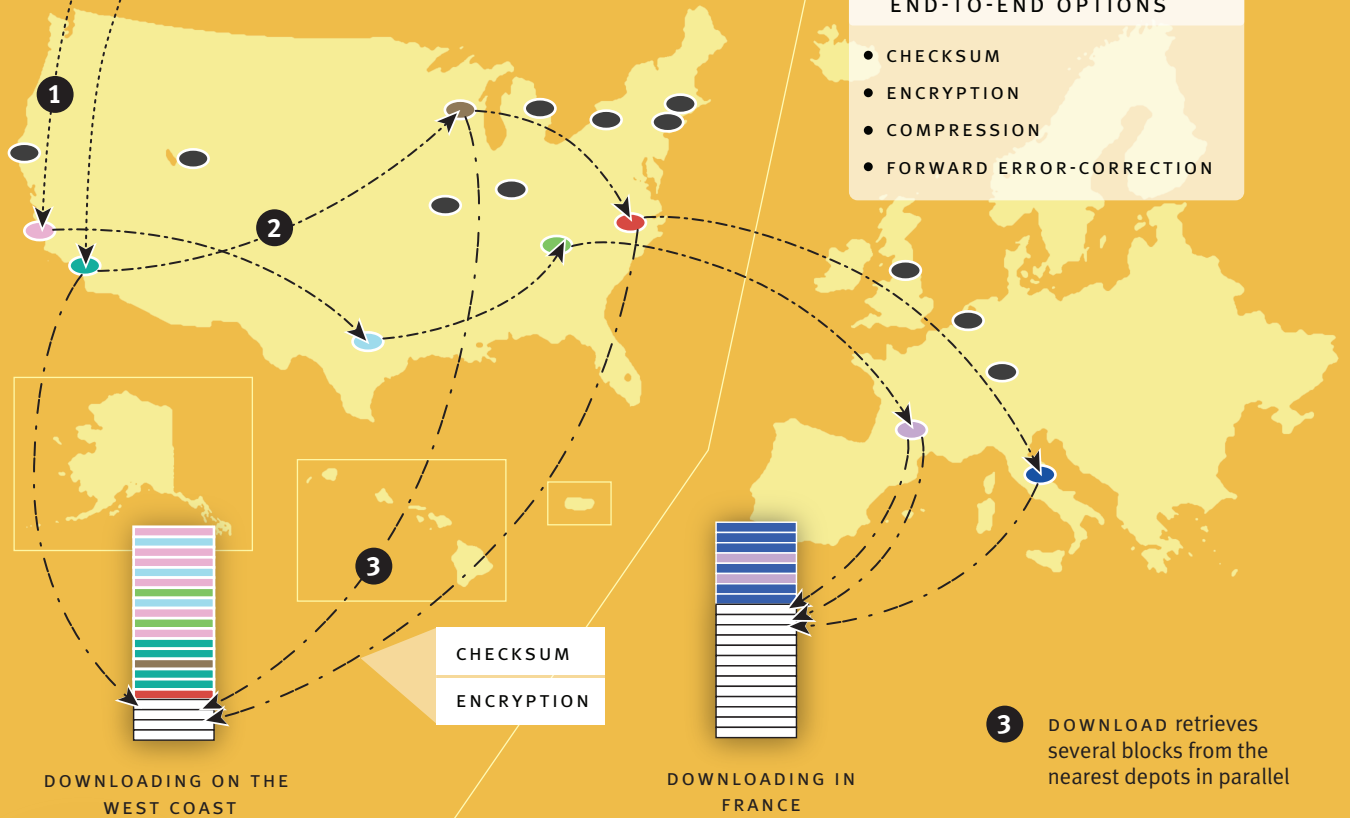 END-TO-END OPTIONS
• CHECKSUM
• ENCRYPTION
• COMPRESSION
• FORWARD ERROR-CORRECTION
1
2
3
CHECKSUM
ENCRYPTION
DOWNLOADING ON THE
WEST COAST
DOWNLOADING IN
FRANCE
3 DOWNLOAD retrieves
several blocks from the
nearest depots in parallel